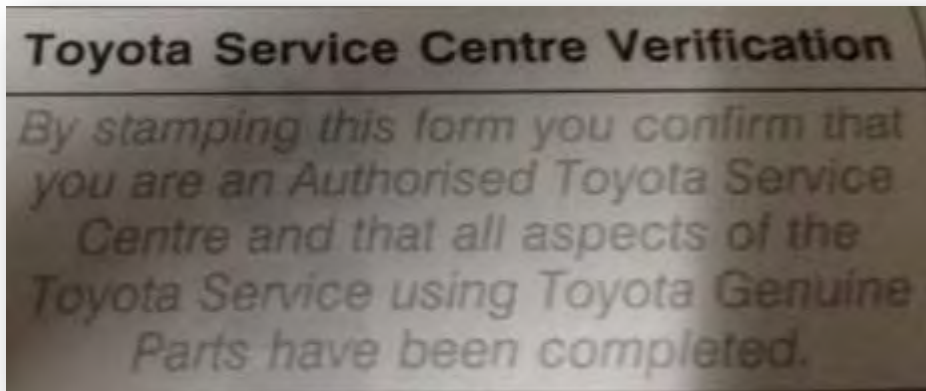 Toyota Service Centre Verification
By stamping this form you confirm that
you are an Authorised Toyota Service
Centre and that all aspects of the
Toyota Service using Toyota Genuine
Parts have been completed.